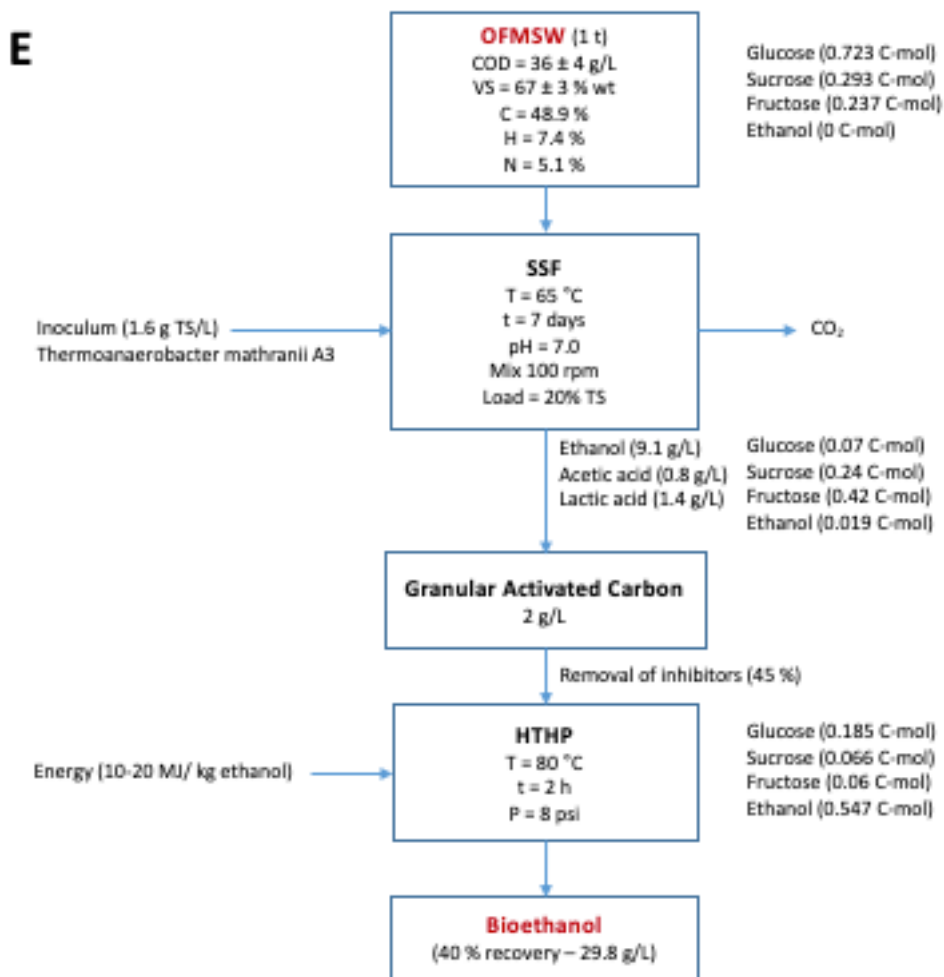 E
OFMSW (1 t)
COD = 36 ± 4 g/L
VS = 67 ± 3 % wt
C = 48.9 %
H = 7.4 %
N = 5.1 %
Glucose (0.723 C-mol)
Sucrose (0.293 C-mol)
Fructose (0.237 C-mol)
Ethanol (0 C-mol)
SSF
T = 65 °C
t = 7 days
pH = 7.0
Mix 100 rpm
Load = 20% TS
Inoculum (1.6 g TS/L)
Thermoanaerobacter mathranii A3
CO₂
Ethanol (9.1 g/L)
Acetic acid (0.8 g/L)
Lactic acid (1.4 g/L)
Glucose (0.07 C-mol)
Sucrose (0.24 C-mol)
Fructose (0.42 C-mol)
Ethanol (0.019 C-mol)
Granular Activated Carbon
2 g/L
Removal of inhibitors (45 %)
HTHP
T = 80 °C
t = 2 h
P = 8 psi
Energy (10-20 MJ/ kg ethanol)
Glucose (0.185 C-mol)
Sucrose (0.066 C-mol)
Fructose (0.06 C-mol)
Ethanol (0.547 C-mol)
Bioethanol
(40 % recovery – 29.8 g/L)